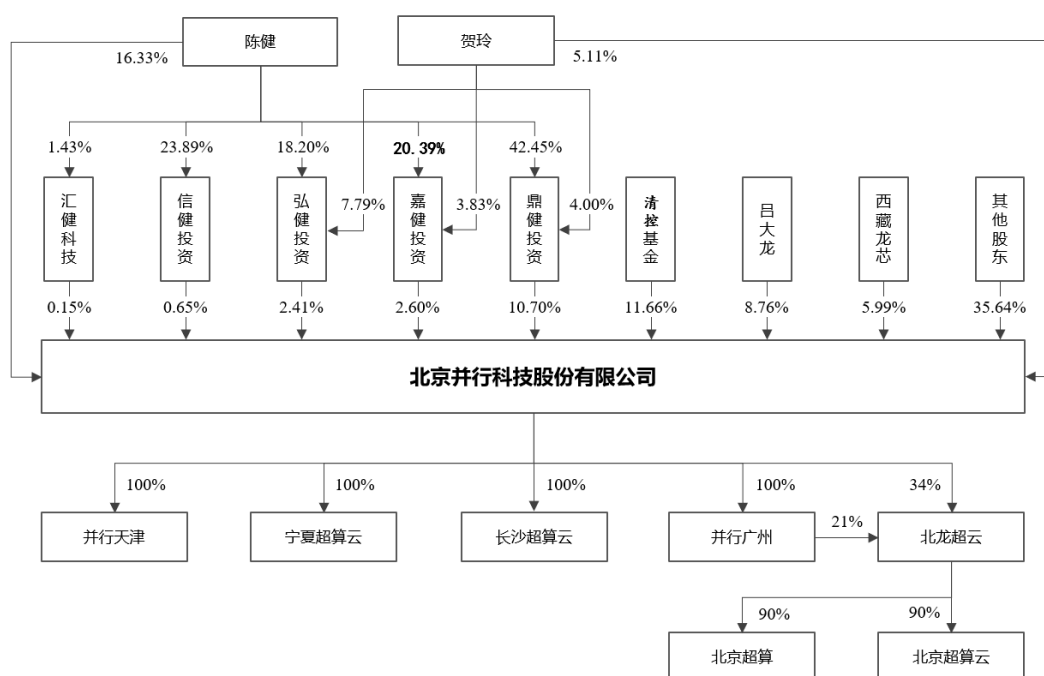 陈健
贺玲
16.33%
5.11%
1.43%
23.89%
18.20%
20.39%
42.45%
汇健科技
信健投资
弘健投资
7.79%
嘉健投资
3.83%
鼎健投资
4.00%
清控基金
吕大龙
西藏龙芯
其他股东
0.15%
0.65%
2.41%
2.60%
10.70%
11.66%
8.76%
5.99%
35.64%
北京并行科技股份有限公司
100%
100%
100%
100%
34%
并行天津
宁夏超算云
长沙超算云
并行广州
21%
北龙超云
90%
90%
北京超算
北京超算云